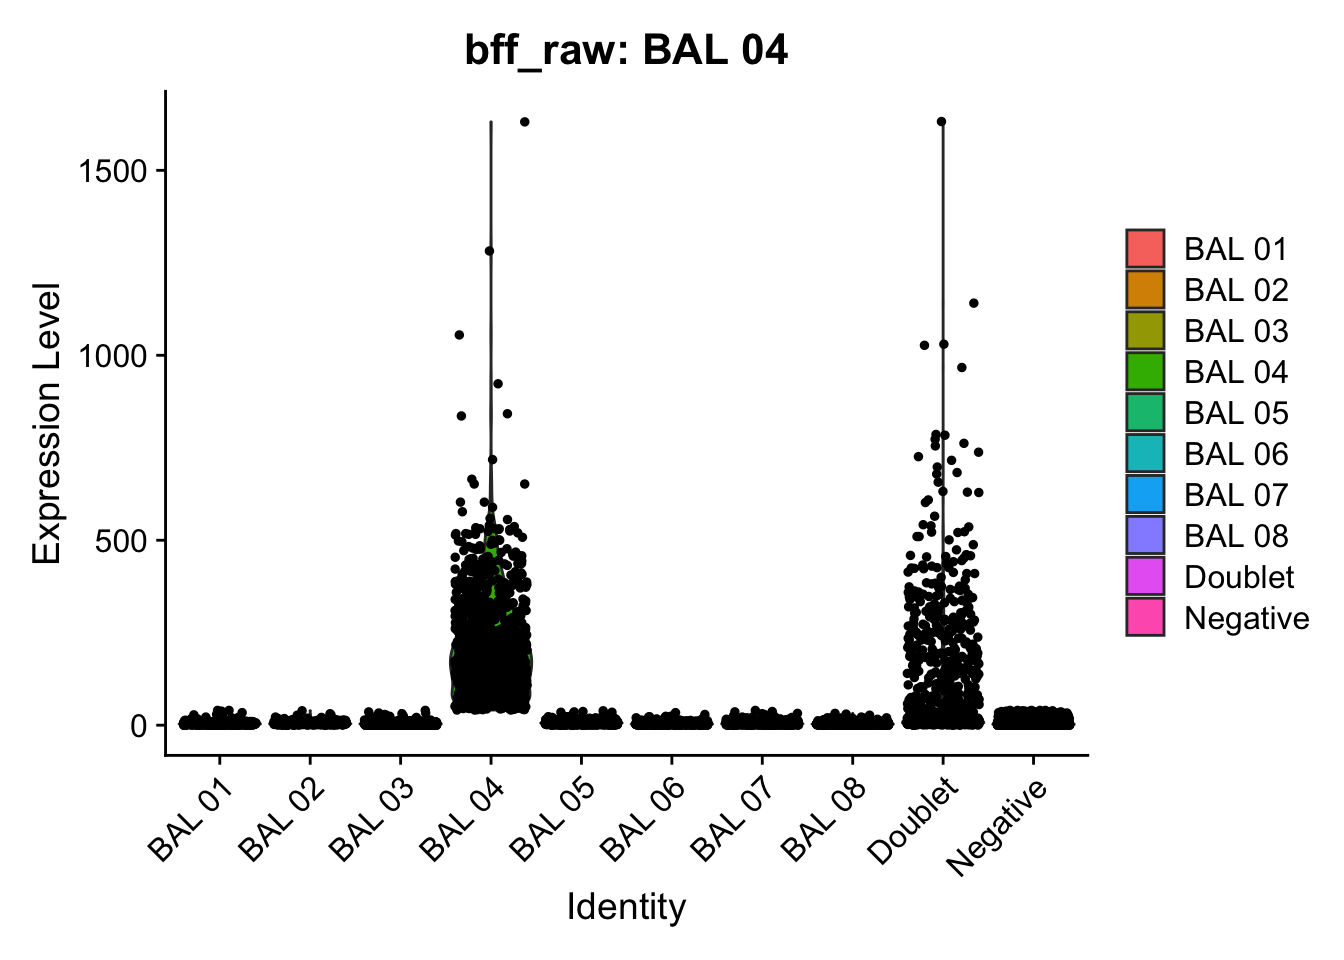 bff_raw: BAL 04
Expression Level
1500
1000
500
0
BAL 01
BAL 02
BAL 03
BAL 04
BAL 05
BAL 06
BAL 07
BAL 08
Doublet
Negative
Identity
BAL 01
BAL 02
BAL 03
BAL 04
BAL 05
BAL 06
BAL 07
BAL 08
Doublet
Negative